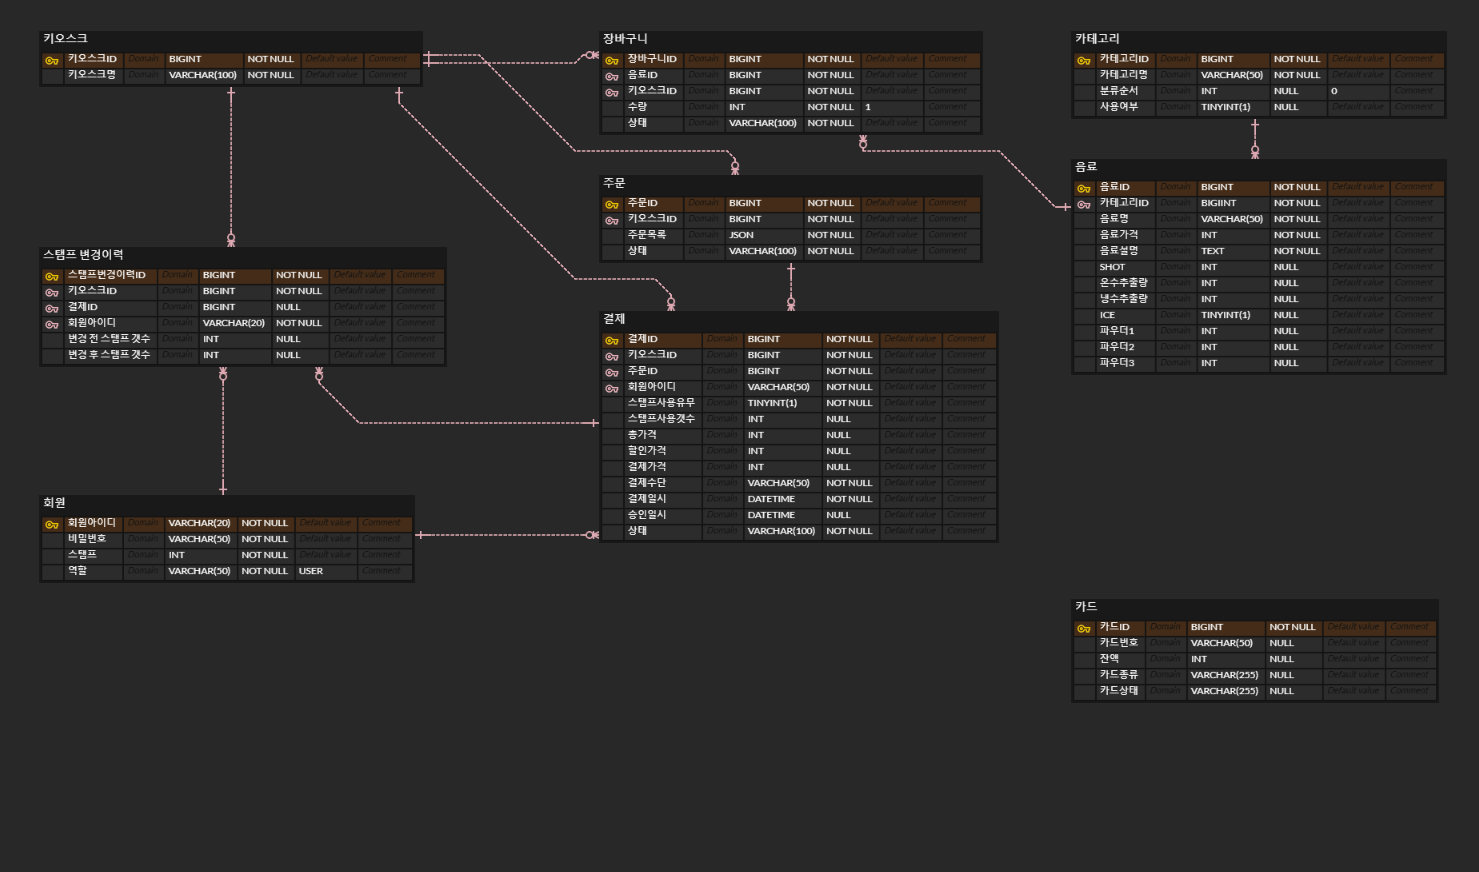 키오스크
키오스크ID Domain BIGINT NOT NULL Default value Comment
키오스크명 Domain VARCHAR(100) NOT NULL Default value Comment
장바구니
장바구니ID Domain BIGINT NOT NULL Default value Comment
음료ID Domain BIGINT NOT NULL Default value Comment
키오스크ID Domain BIGINT NOT NULL Default value Comment
수량 Domain INT NOT NULL 1 Comment
상태 Domain VARCHAR(100) NOT NULL Default value Comment
카테고리
카테고리ID Domain BIGINT NOT NULL Default value Comment
카테고리명 Domain VARCHAR(50) NOT NULL Default value Comment
분류순서 Domain INT NULL 0 Comment
사용여부 Domain TINYINT(1) NULL Default value Comment
음료
음료ID Domain BIGINT NOT NULL Default value Comment
카테고리ID Domain BIGIINT NOT NULL Default value Comment
음료명 Domain VARCHAR(50) NOT NULL Default value Comment
음료가격 Domain INT NOT NULL Default value Comment
음료설명 Domain TEXT NOT NULL Default value Comment
SHOT Domain INT NULL Default value Comment
온수추출량 Domain INT NULL Default value Comment
냉수추출량 Domain INT NULL Default value Comment
ICE Domain TINYINT(1) NULL Default value Comment
파우더1 Domain INT NULL Default value Comment
파우더2 Domain INT NULL Default value Comment
파우더3 Domain INT NULL Default value Comment
주문
주문ID Domain BIGINT NOT NULL Default value Comment
키오스크ID Domain BIGINT NOT NULL Default value Comment
주문목록 Domain JSON NOT NULL Default value Comment
상태 Domain VARCHAR(100) NOT NULL Default value Comment
스탬프 변경이력
스탬프변경이력ID Domain BIGINT NOT NULL Default value Comment
키오스크ID Domain BIGINT NOT NULL Default value Comment
결제ID Domain BIGINT NULL Default value Comment
회원아이디 Domain VARCHAR(20) NOT NULL Default value Comment
변경 전 스탬프 갯수 Domain INT NULL Default value Comment
변경 후 스탬프 갯수 Domain INT NULL Default value Comment
결제
결제ID Domain BIGINT NOT NULL Default value Comment
키오스크ID Domain BIGINT NOT NULL Default value Comment
주문ID Domain BIGINT NOT NULL Default value Comment
회원아이디 Domain VARCHAR(50) NOT NULL Default value Comment
스탬프사용유무 Domain TINYINT(1) NOT NULL Default value Comment
스탬프사용갯수 Domain INT NULL Default value Comment
총가격 Domain INT NULL Default value Comment
할인가격 Domain INT NULL Default value Comment
결제가격 Domain INT NULL Default value Comment
결제수단 Domain VARCHAR(50) NOT NULL Default value Comment
결제일시 Domain DATETIME NOT NULL Default value Comment
승인일시 Domain DATETIME NULL Default value Comment
상태 Domain VARCHAR(100) NOT NULL Default value Comment
회원
회원아이디 Domain VARCHAR(20) NOT NULL Default value Comment
비밀번호 Domain VARCHAR(50) NOT NULL Default value Comment
스탬프 Domain INT NOT NULL Default value Comment
역할 Domain VARCHAR(50) NOT NULL USER Comment
카드
카드ID Domain BIGINT NOT NULL Default value Comment
카드번호 Domain VARCHAR(50) NULL Default value Comment
잔액 Domain INT NULL Default value Comment
카드종류 Domain VARCHAR(255) NULL Default value Comment
카드상태 Domain VARCHAR(255) NULL Default value Comment